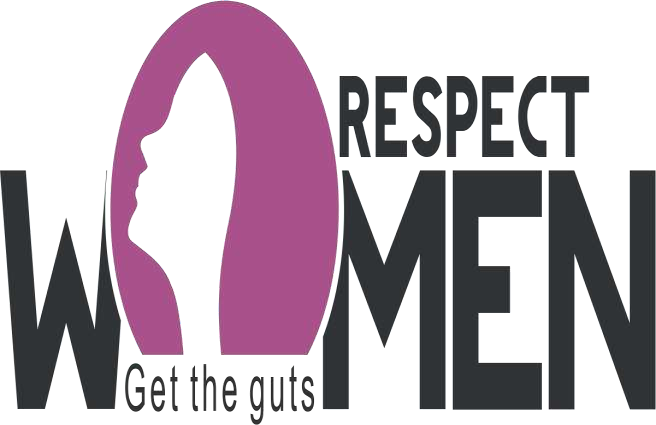 RESPECT
WOMEN
Get the guts